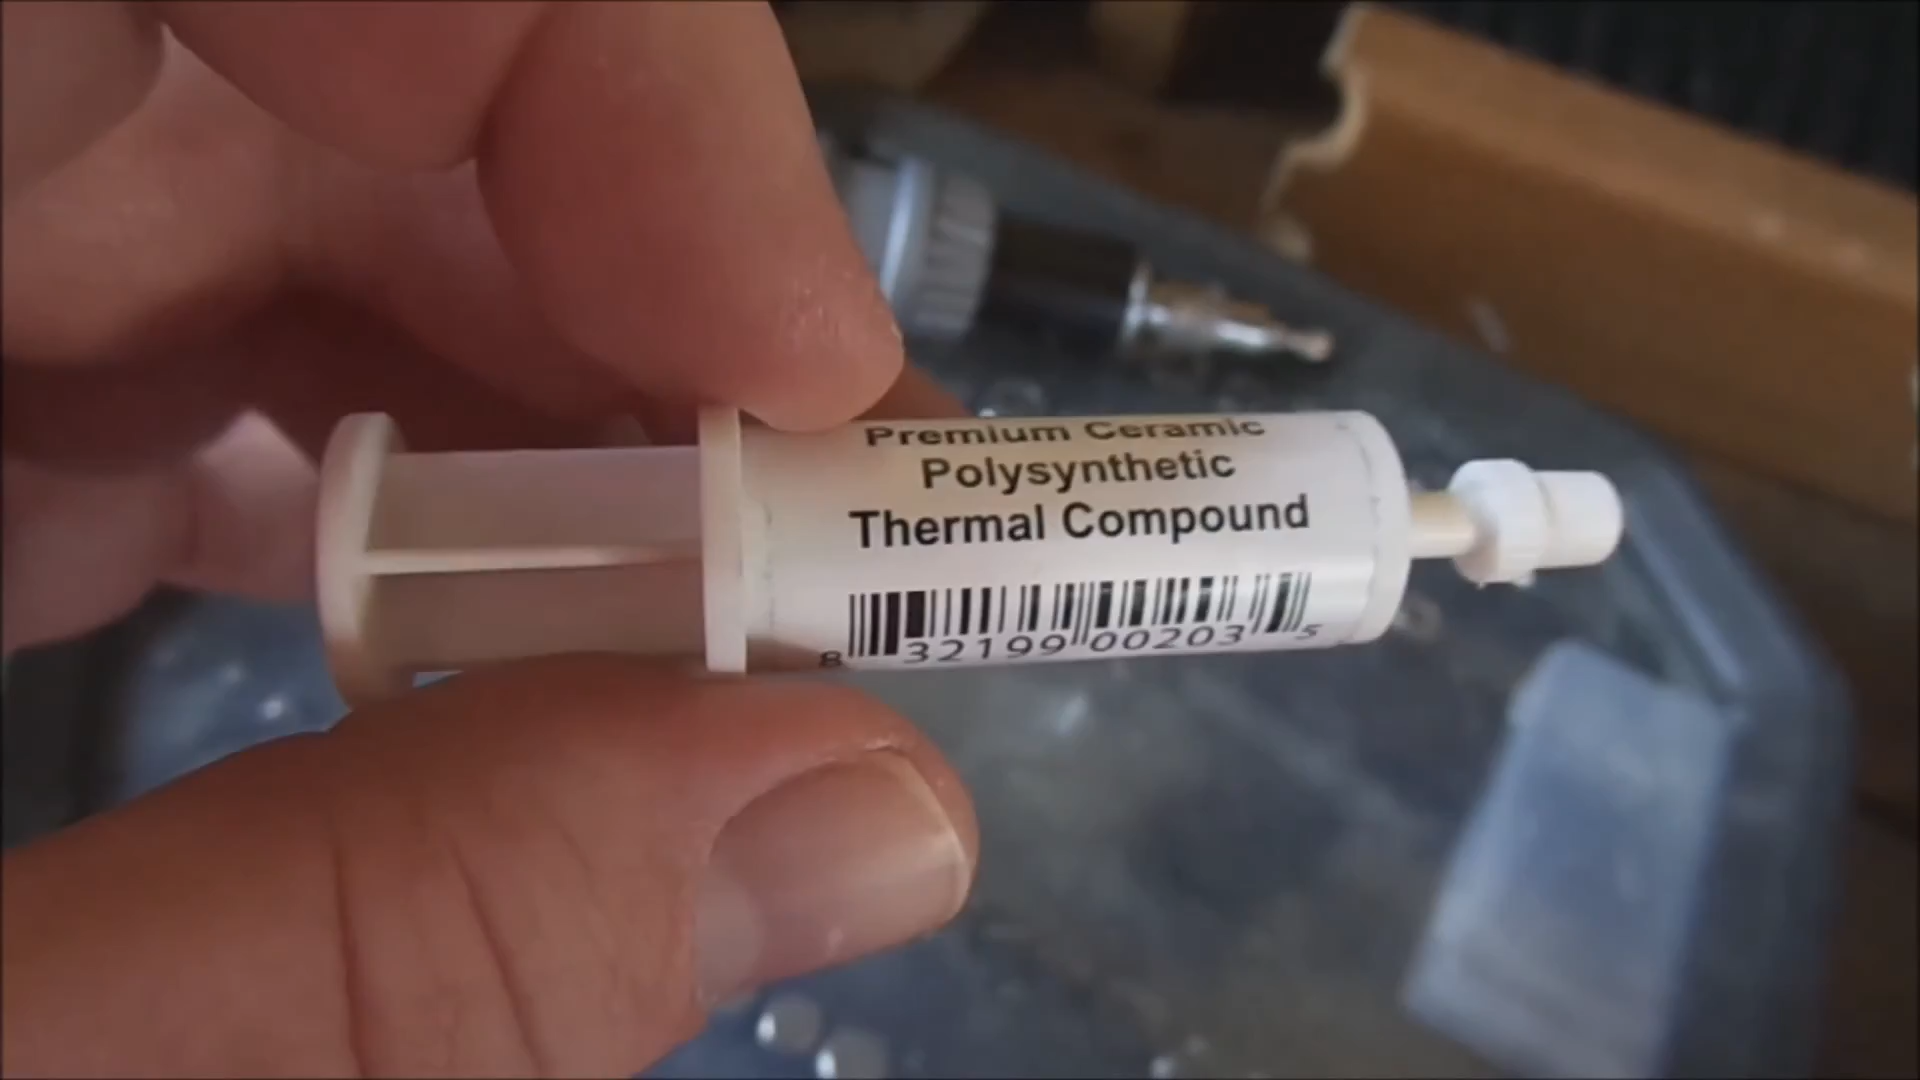 Premium Ceramic
Polysynthetic
Thermal Compound
8 32199 00203 5